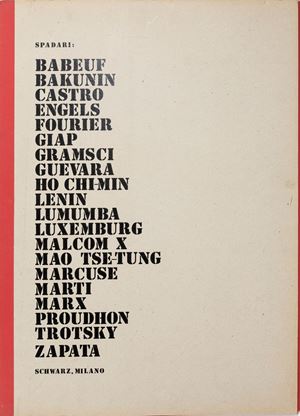 SPADARI:
BABEUF
BAKUNIN
CASTRO
ENGELS
FOURIER
GIAP
GRAMSCI
GUEVARA
HO CHI-MIN
LENIN
LUMUMBA
LUXEMBURG
MALCOM X
MAO TSE-TUNG
MARCUSE
MARTI
MARX
PROUDHON
TROTSKY
ZAPATA
SCHWARZ, MILANO